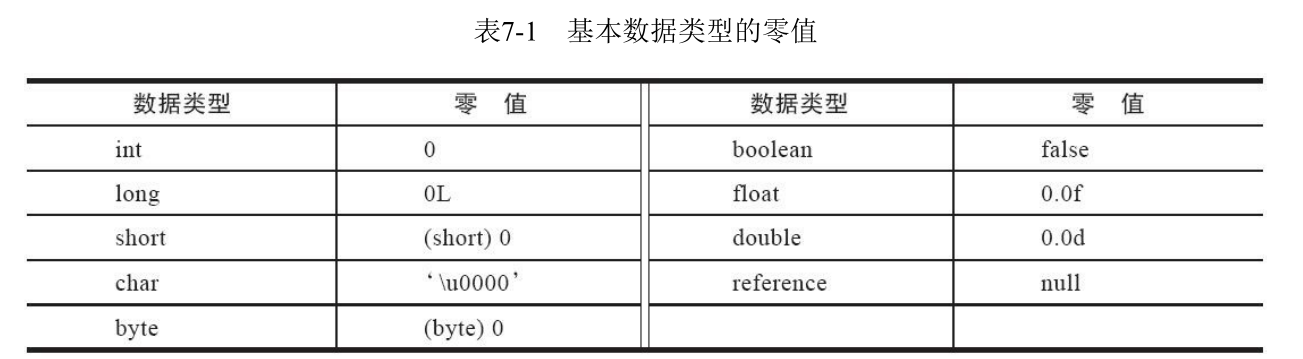 表7-1 基本数据类型的零值
数据类型 零 值 数据类型 零 值
int 0 boolean false
long 0L float 0.0f
short (short) 0 double 0.0d
char ‘\u0000’ reference null
byte (byte) 0